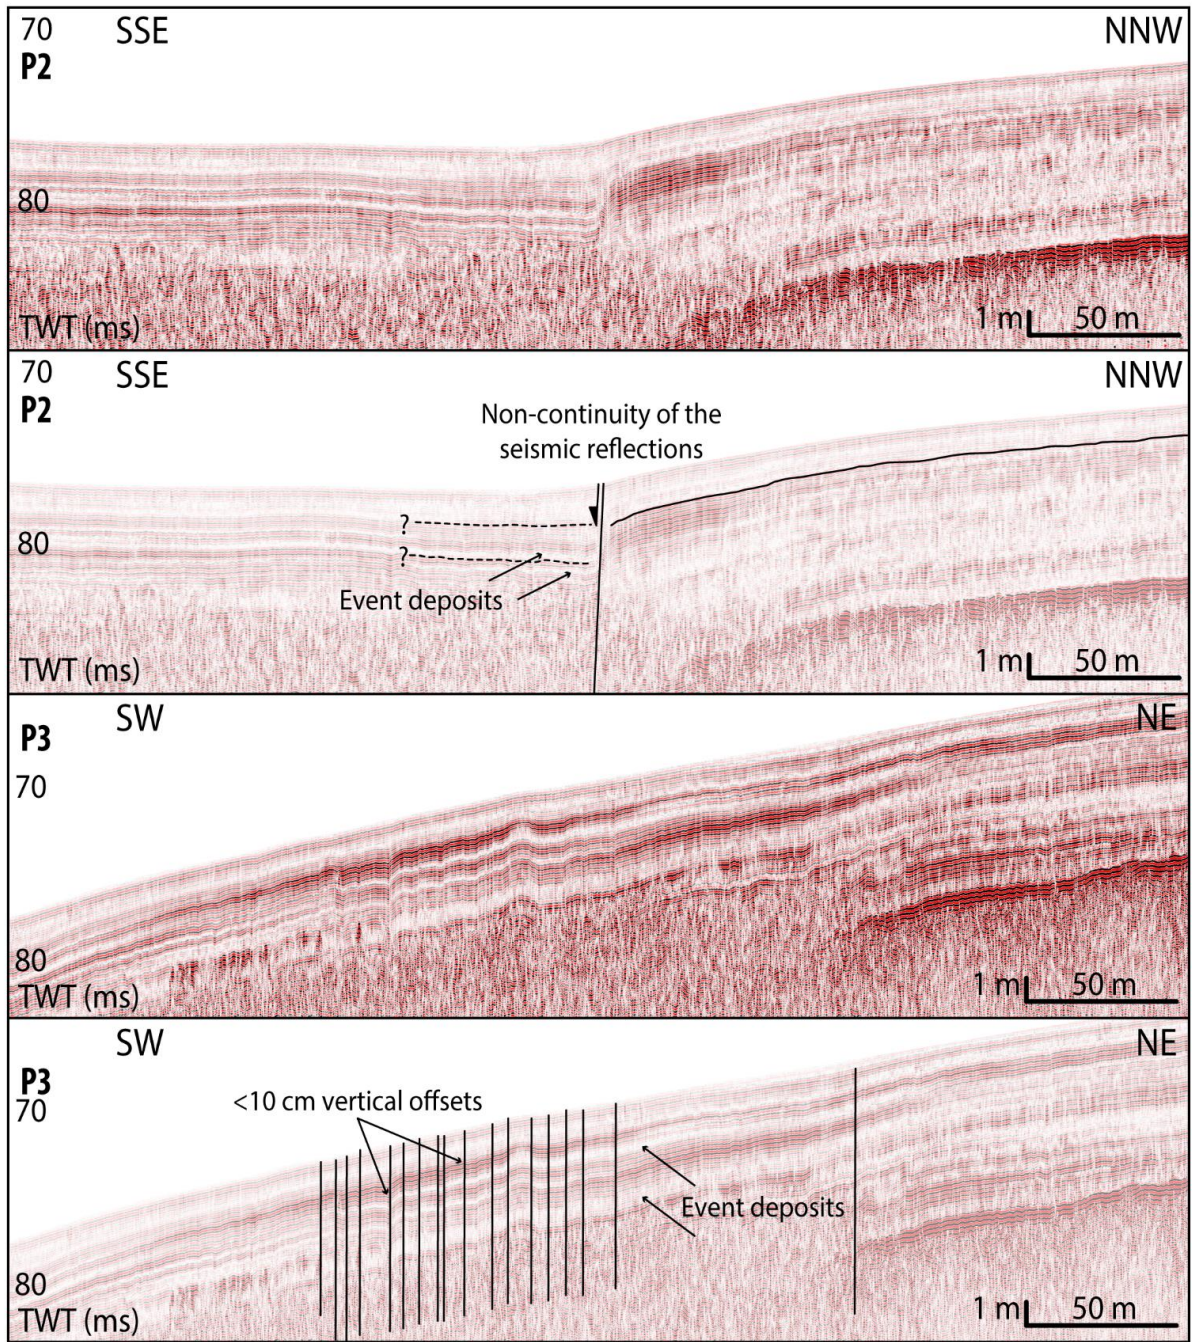 70 SSE NNW
P2
80
TWT (ms) 1 m 50 m
70 SSE NNW
P2
Non-continuity of the
seismic reflections
?
80
?
Event deposits
TWT (ms) 1 m 50 m
SW NE
P3
70
80
TWT (ms) 1 m 50 m
SW NE
P3
70
<10 cm vertical offsets
Event deposits
80
TWT (ms) 1 m 50 m